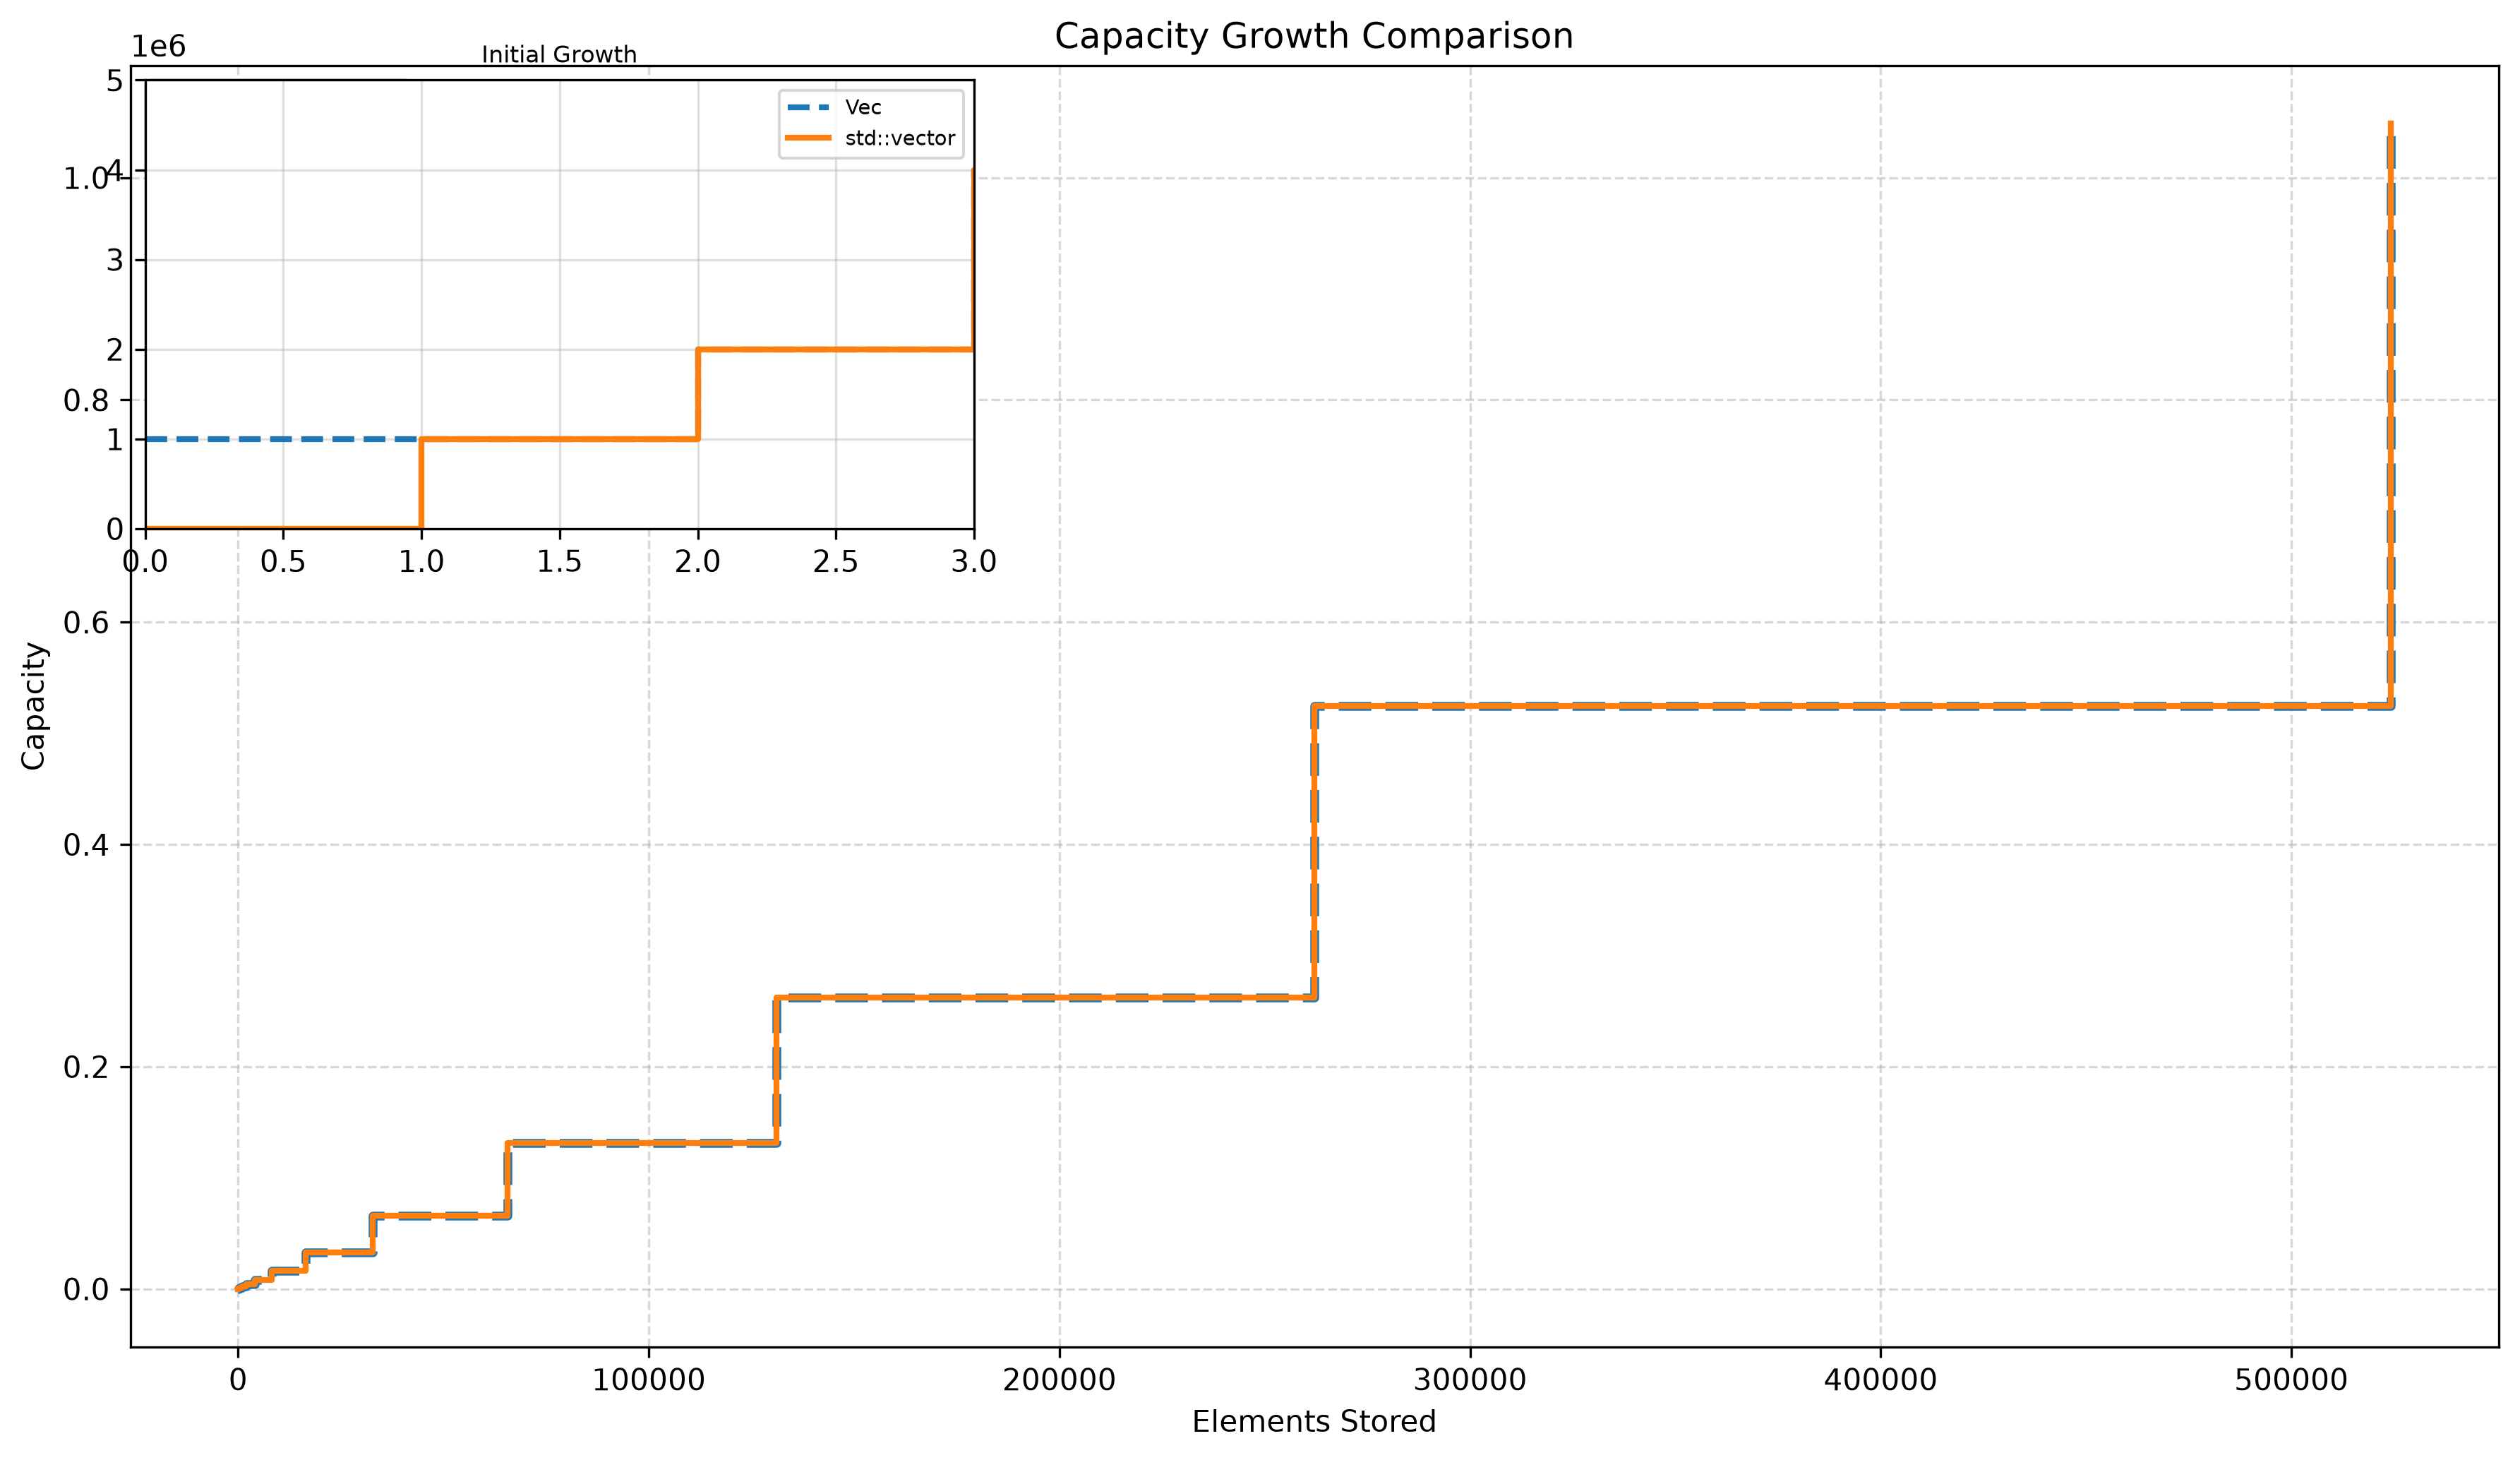 Capacity Growth Comparison
1e6
Initial Growth
5
Vec
std::vector
4
1.0
3
2
0.8
1
0
0.0 0.5 1.0 1.5 2.0 2.5 3.0
0.6
Capacity
0.4
0.2
0.0
0 100000 200000 300000 400000 500000
Elements Stored